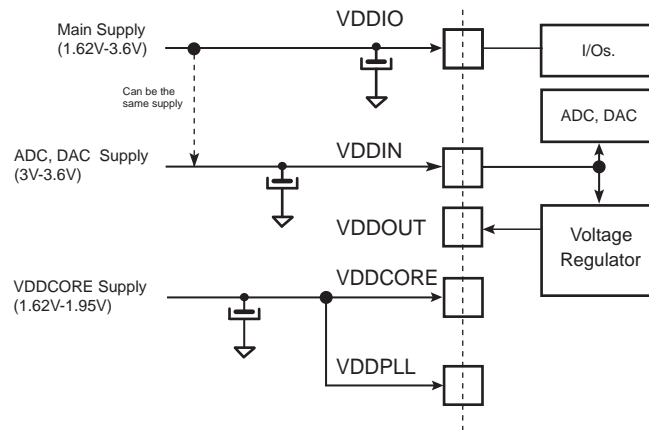 Main Supply
(1.62V-3.6V)
VDDIO
I/Os.
Can be the
same supply
ADC, DAC
ADC, DAC Supply
(3V-3.6V)
VDDIN
VDDOUT
Voltage
Regulator
VDDCORE Supply
(1.62V-1.95V)
VDDCORE
VDDPLL